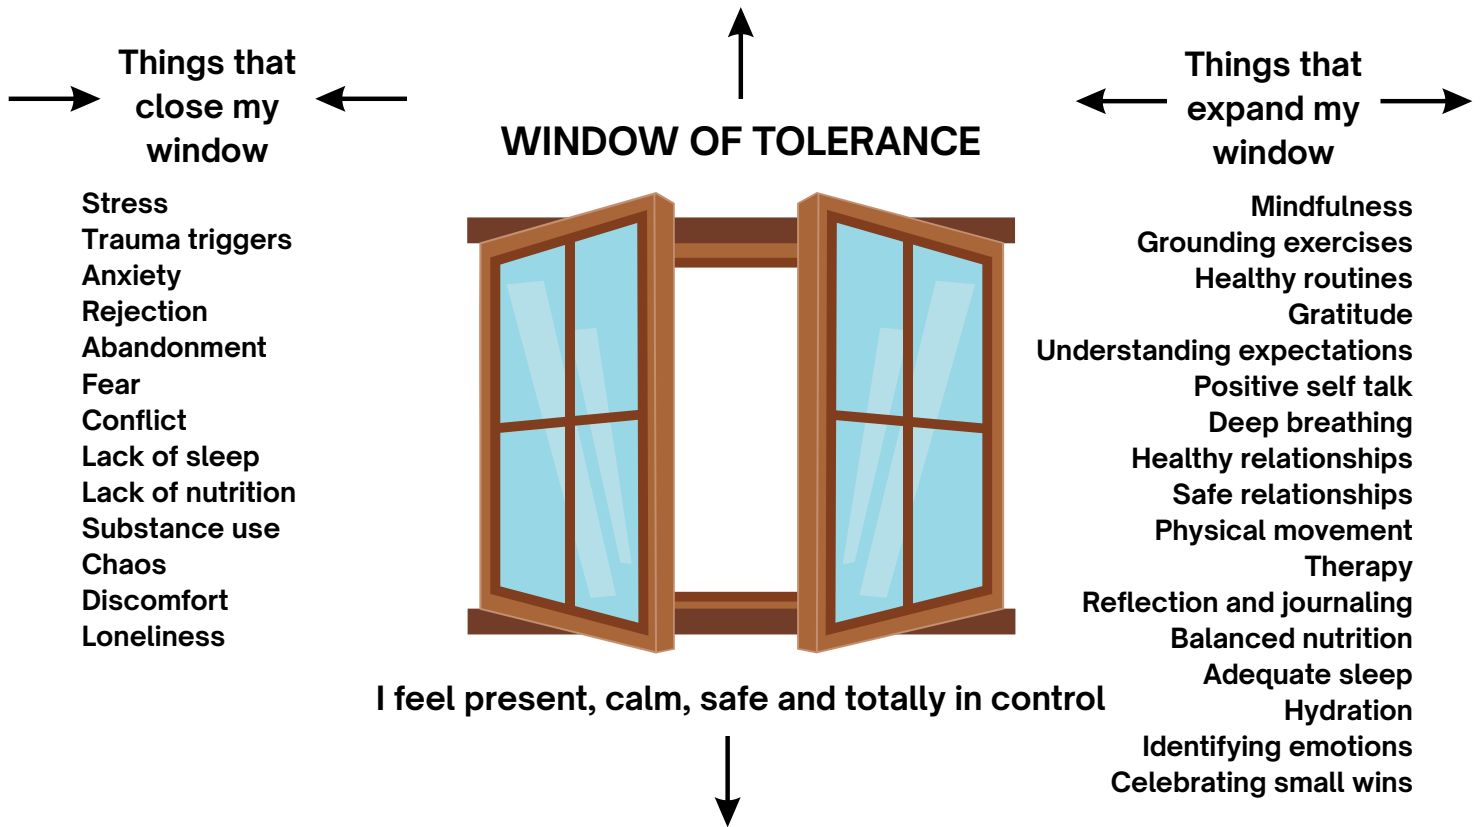 Things that
close my
window
Stress
Trauma triggers
Anxiety
Rejection
Abandonment
Fear
Conflict
Lack of sleep
Lack of nutrition
Substance use
Chaos
Discomfort
Loneliness
WINDOW OF TOLERANCE
I feel present, calm, safe and totally in control
Things that
expand my
window
Mindfulness
Grounding exercises
Healthy routines
Gratitude
Understanding expectations
Positive self talk
Deep breathing
Healthy relationships
Safe relationships
Physical movement
Therapy
Reflection and journaling
Balanced nutrition
Adequate sleep
Hydration
Identifying emotions
Celebrating small wins